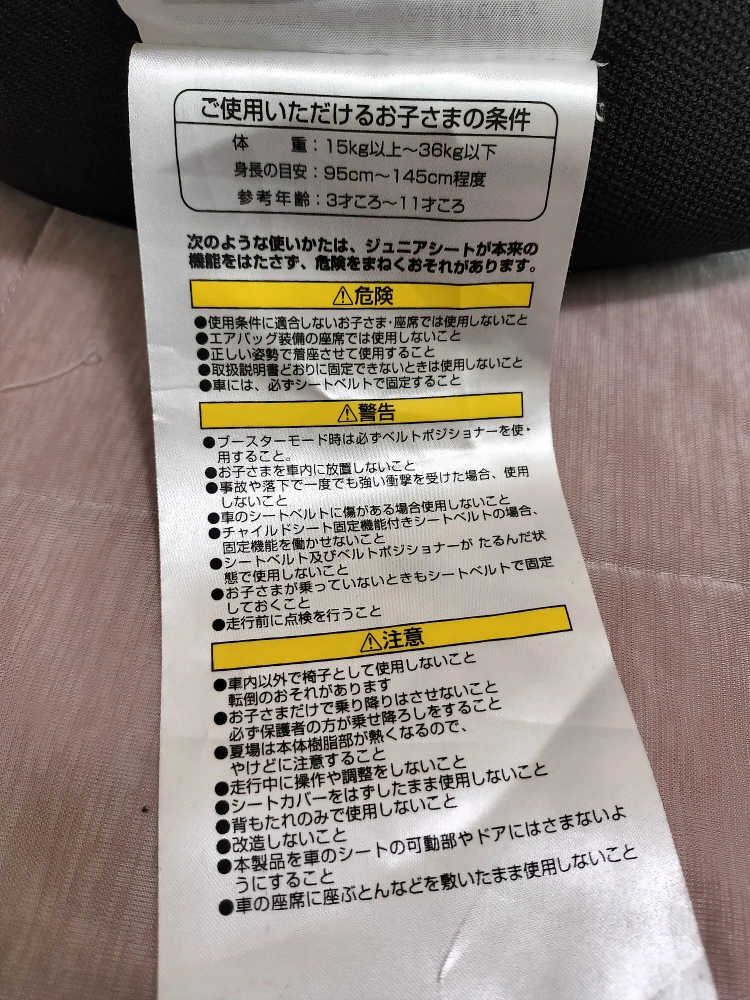 ご使用いただけるお子さまの条件
体　　重：15kg以上～36kg以下
身長の目安：95cm～145cm程度
参考年齢：3才ころ～11才ころ
次のような使いかたは、ジュニアシートが本来の
機能をはたさず、危険をまねくおそれがあります。
⚠危険
●使用条件に適合しないお子さま・座席では使用しないこと
●エアバッグ装備の座席では使用しないこと
●正しい姿勢で着座させて使用すること
●取扱説明書どおりに固定できないときは使用しないこと
●車には、必ずシートベルトで固定すること
⚠警告
●ブースターモード時は必ずベルトポジショナーを使・
用すること。
●お子さまを車内に放置しないこと
●事故や落下で一度でも強い衝撃を受けた場合、使用
しないこと
●車のシートベルトに傷がある場合使用しないこと
●チャイルドシート固定機能付きシートベルトの場合、
固定機能を働かせないこと
●シートベルト及びベルトポジショナーが たるんだ状
態で使用しないこと
●お子さまが乗っていないときもシートベルトで固定
しておくこと
●走行前に点検を行うこと
⚠注意
●車内以外で椅子として使用しないこと
転倒のおそれがあります
●お子さまだけで乗り降りはさせないこと
必ず保護者の方が乗せ降ろしをすること
●夏場は本体樹脂部が熱くなるので、
やけどに注意すること
●走行中に操作や調整をしないこと
●シートカバーをはずしたまま使用しないこと
●背もたれのみで使用しないこと
●改造しないこと
●本製品を車のシートの可動部やドアにはさまないよ
うにすること
●車の座席に座ぶとんなどを敷いたまま使用しないこと